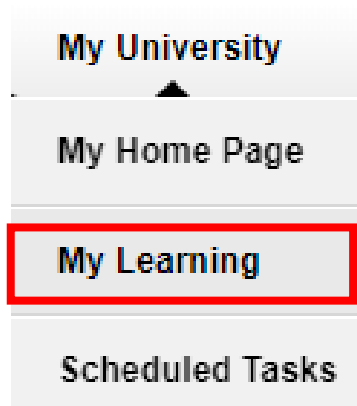 My University
My Home Page
My Learning
Scheduled Tasks